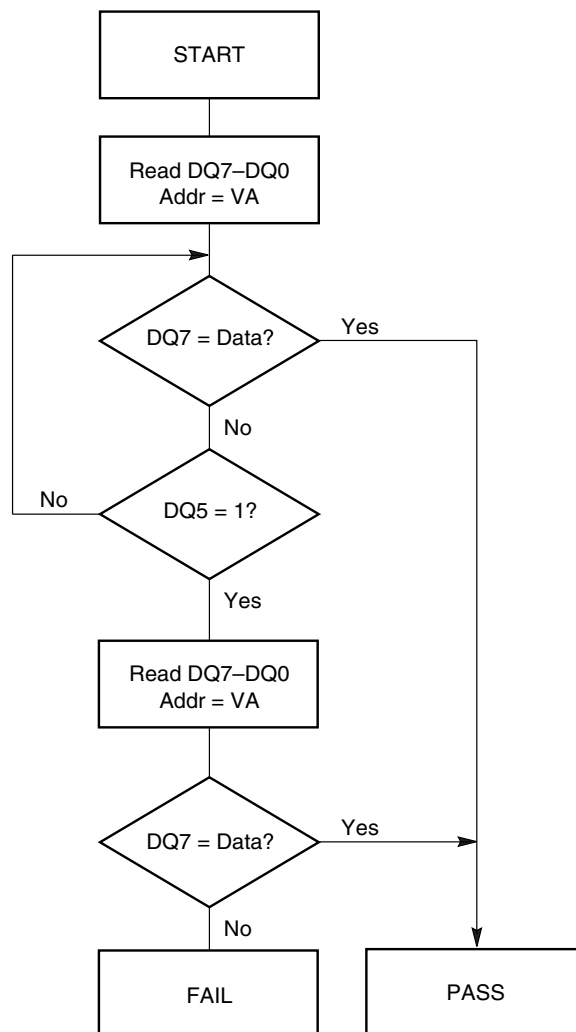 START
Read DQ7–DQ0
Addr = VA
DQ7 = Data?
Yes
No
No
DQ5 = 1?
Yes
Read DQ7–DQ0
Addr = VA
DQ7 = Data?
Yes
No
FAIL
PASS